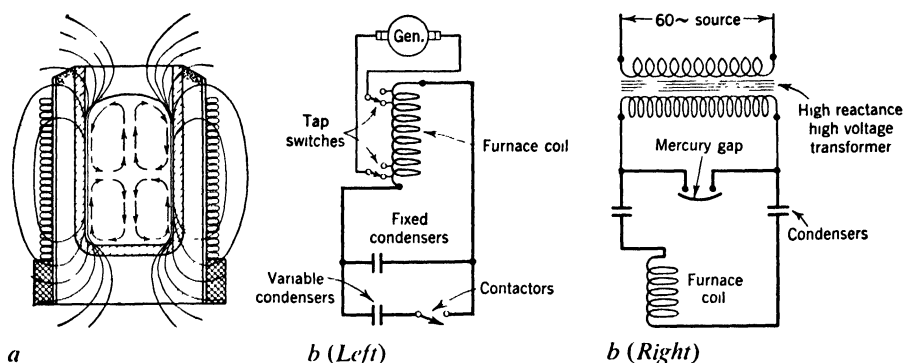 Gen.
Tap
switches
Furnace coil
Fixed
condensers
Variable
condensers
Contactors
60~ source
High reactance
high voltage
transformer
Mercury gap
Condensers
Furnace
coil
a
b (Left)
b (Right)